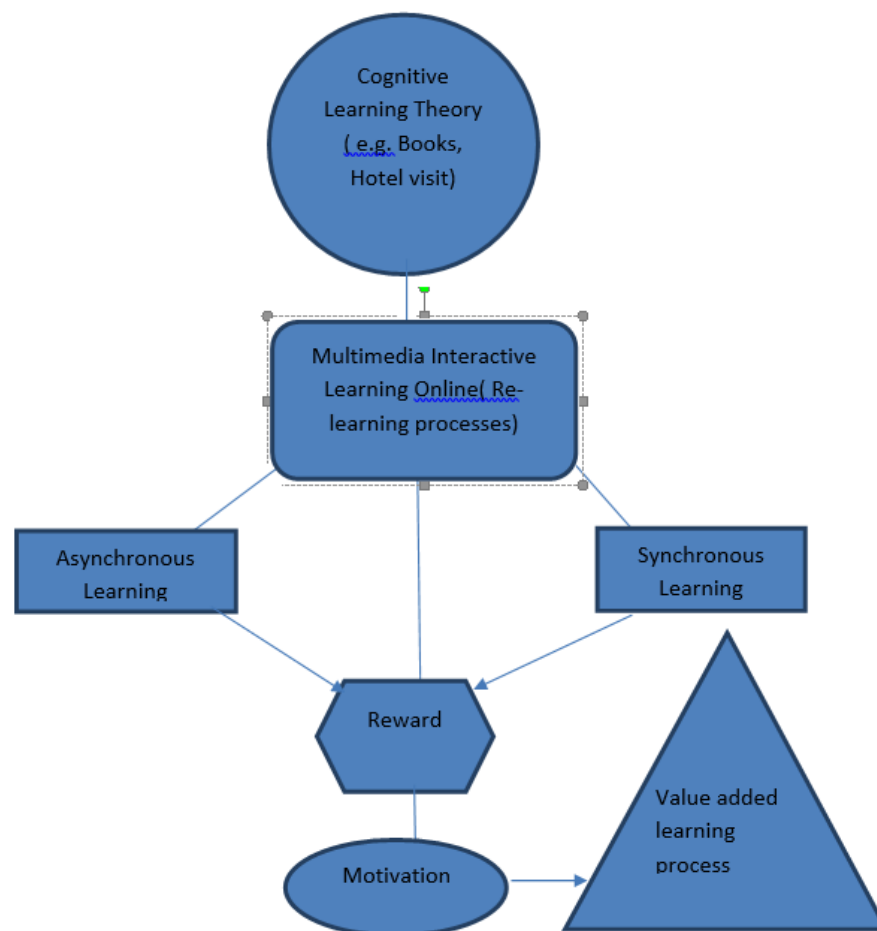 Cognitive
Learning Theory
( e.g. Books,
Hotel visit)
Multimedia Interactive
Learning Online( Re-
learning processes)
Asynchronous
Learning
Synchronous
Learning
Reward
Value added
learning
process
Motivation